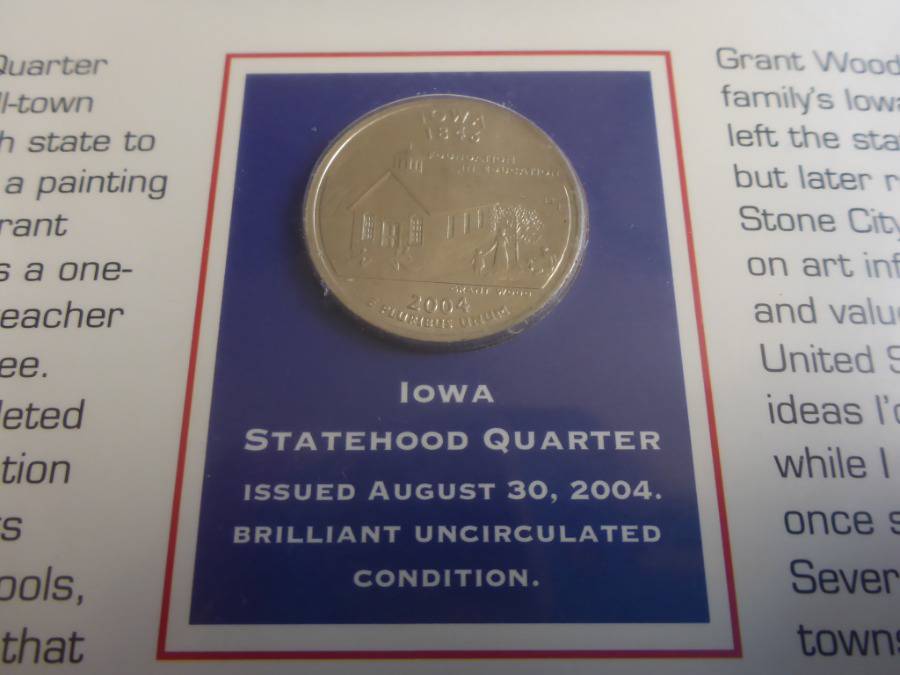 Quarter
ll-town
h state to
a painting
rant
s a one-
eacher
ee.
leted
tion
s
ools,
that
IOWA
1846
FOUNDATION
IN EDUCATION
GRANT WOOD
2004
E PLURIBUS UNUM
IOWA
STATEHOOD QUARTER
ISSUED AUGUST 30, 2004.
BRILLIANT UNCIRCULATED
CONDITION.
Grant Wood
family's Iowa
left the sta
but later r
Stone City
on art inf
and value
United S
ideas I'd
while I
once s
Sever
towns